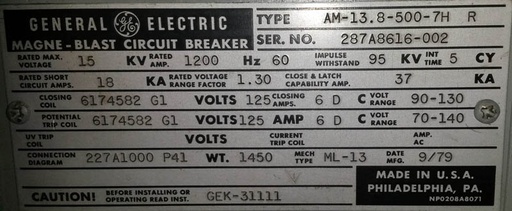 GENERAL GE ELECTRIC TYPE AM-13.8-500-7H R
MAGNE-BLAST CIRCUIT BREAKER SER. NO. 287A8616-002
RATED MAX. VOLTAGE 15 KV RATED AMP. 1200 Hz 60 IMPULSE WITHSTAND 95 KV INT TIME 5 CY
RATED SHORT CIRCUIT AMPS. 18 KA RATED VOLTAGE RANGE FACTOR 1.30 CLOSE & LATCH CAPABILITY AMP. 37 KA
CLOSING COIL 6174582 G1 VOLTS 125 CLOSING AMPS. 6 D C VOLT RANGE 90-130
POTENTIAL TRIP COIL 6174582 G1 VOLTS 125 AMP 6 D C VOLT RANGE 70-140
UV TRIP COIL VOLTS CURRENT TRIP COIL AMP. AC
CONNECTION DIAGRAM 227A1000 P41 WT. 1450 MECH TYPE ML-13 DATE MFG. 9/79
CAUTION! BEFORE INSTALLING OR OPERATING READ INST. GEK-31111
MADE IN U.S.A.
PHILADELPHIA, PA.
NP0208A8071